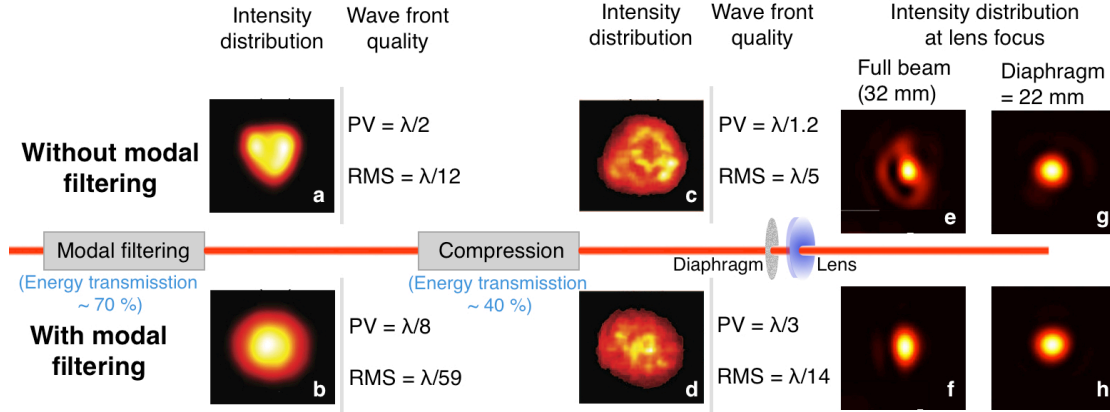 Intensity distribution
Wave front quality
Intensity distribution
Wave front quality
Intensity distribution at lens focus
Full beam (32 mm)
Diaphragm = 22 mm
Without modal filtering
a
PV = λ/2
RMS = λ/12
c
PV = λ/1.2
RMS = λ/5
e
g
Modal filtering
(Energy transmisstion ~ 70 %)
Compression
(Energy transmisstion ~ 40 %)
Diaphragm
Lens
With modal filtering
b
PV = λ/8
RMS = λ/59
d
PV = λ/3
RMS = λ/14
f
h